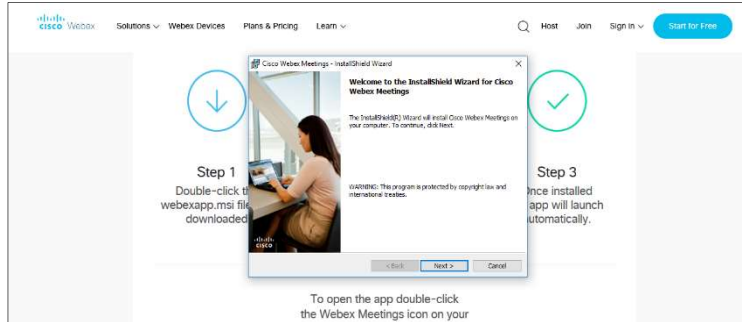 cisco Webex
Solutions
Webex Devices
Plans & Pricing
Learn
Host
Join
Sign In
Start for Free
Cisco Webex Meetings - InstallShield Wizard
Welcome to the InstallShield Wizard for Cisco
Webex Meetings
The InstallShield(R) Wizard will install Cisco Webex Meetings on
your computer. To continue, click Next.
WARNING: This program is protected by copyright law and
international treaties.
cisco
< Back
Next >
Cancel
Step 1
Double-click th
webexapp.msi file
downloaded
Step 3
Once installed
app will launch
utomatically.
To open the app double-click
the Webex Meetings icon on your